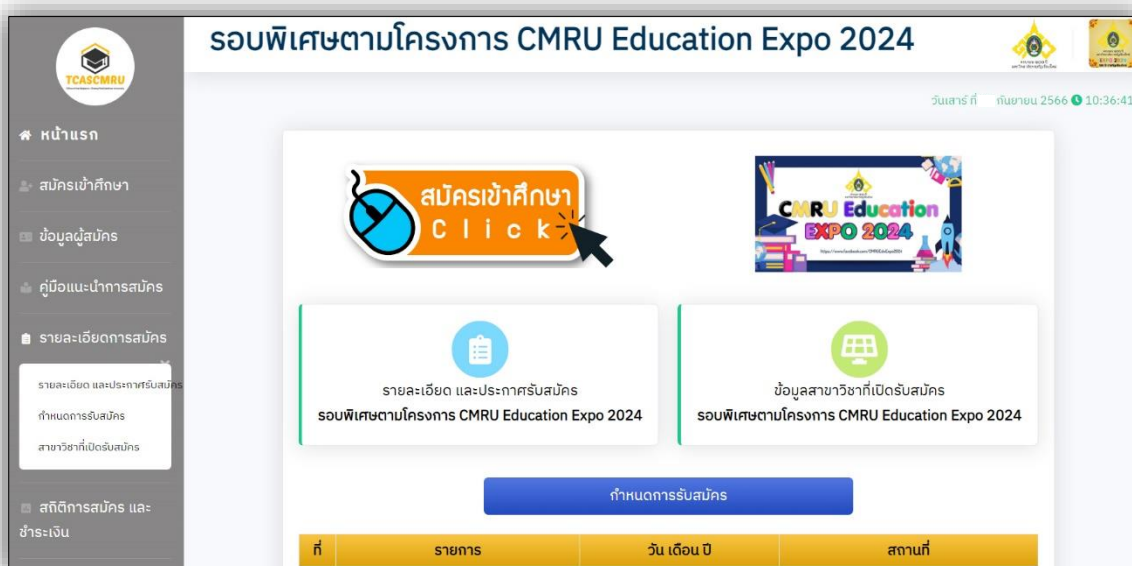 รอบพิเศษตามโครงการ CMRU Education Expo 2024
TCASCMRU
วันเสาร์ ที่ กันยายน 2566 10:36:41
หน้าแรก
สมัครเข้าศึกษา
ข้อมูลผู้สมัคร
คู่มือแนะนำการสมัคร
รายละเอียดการสมัคร
รายละเอียด และประกาศรับสมัคร
กำหนดการรับสมัคร
สาขาวิชาที่เปิดรับสมัคร
สถิติการสมัคร และ
ชำระเงิน
สมัครเข้าศึกษา
Click
CMRU Education
EXPO 2024
รายละเอียด และประกาศรับสมัคร
รอบพิเศษตามโครงการ CMRU Education Expo 2024
ข้อมูลสาขาวิชาที่เปิดรับสมัคร
รอบพิเศษตามโครงการ CMRU Education Expo 2024
กำหนดการรับสมัคร
ที่ รายการ วัน เดือน ปี สถานที่